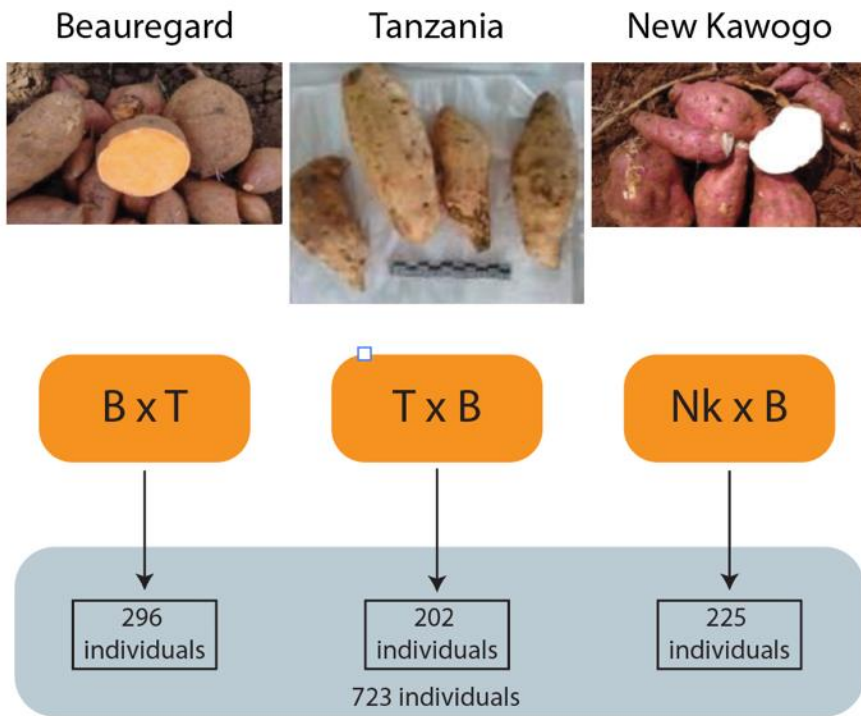 Beauregard
Tanzania
New Kawogo
B x T
T x B
Nk x B
296
individuals
202
individuals
225
individuals
723 individuals